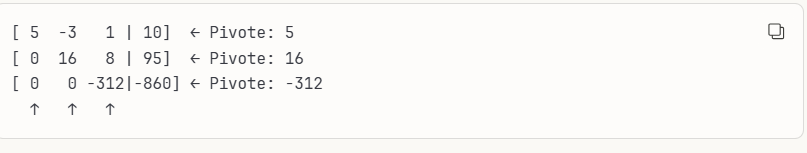 [ 5  -3   1 | 10]  ← Pivote: 5
[ 0  16   8 | 95]  ← Pivote: 16
[ 0   0 -312|-860] ← Pivote: -312
  ↑   ↑   ↑